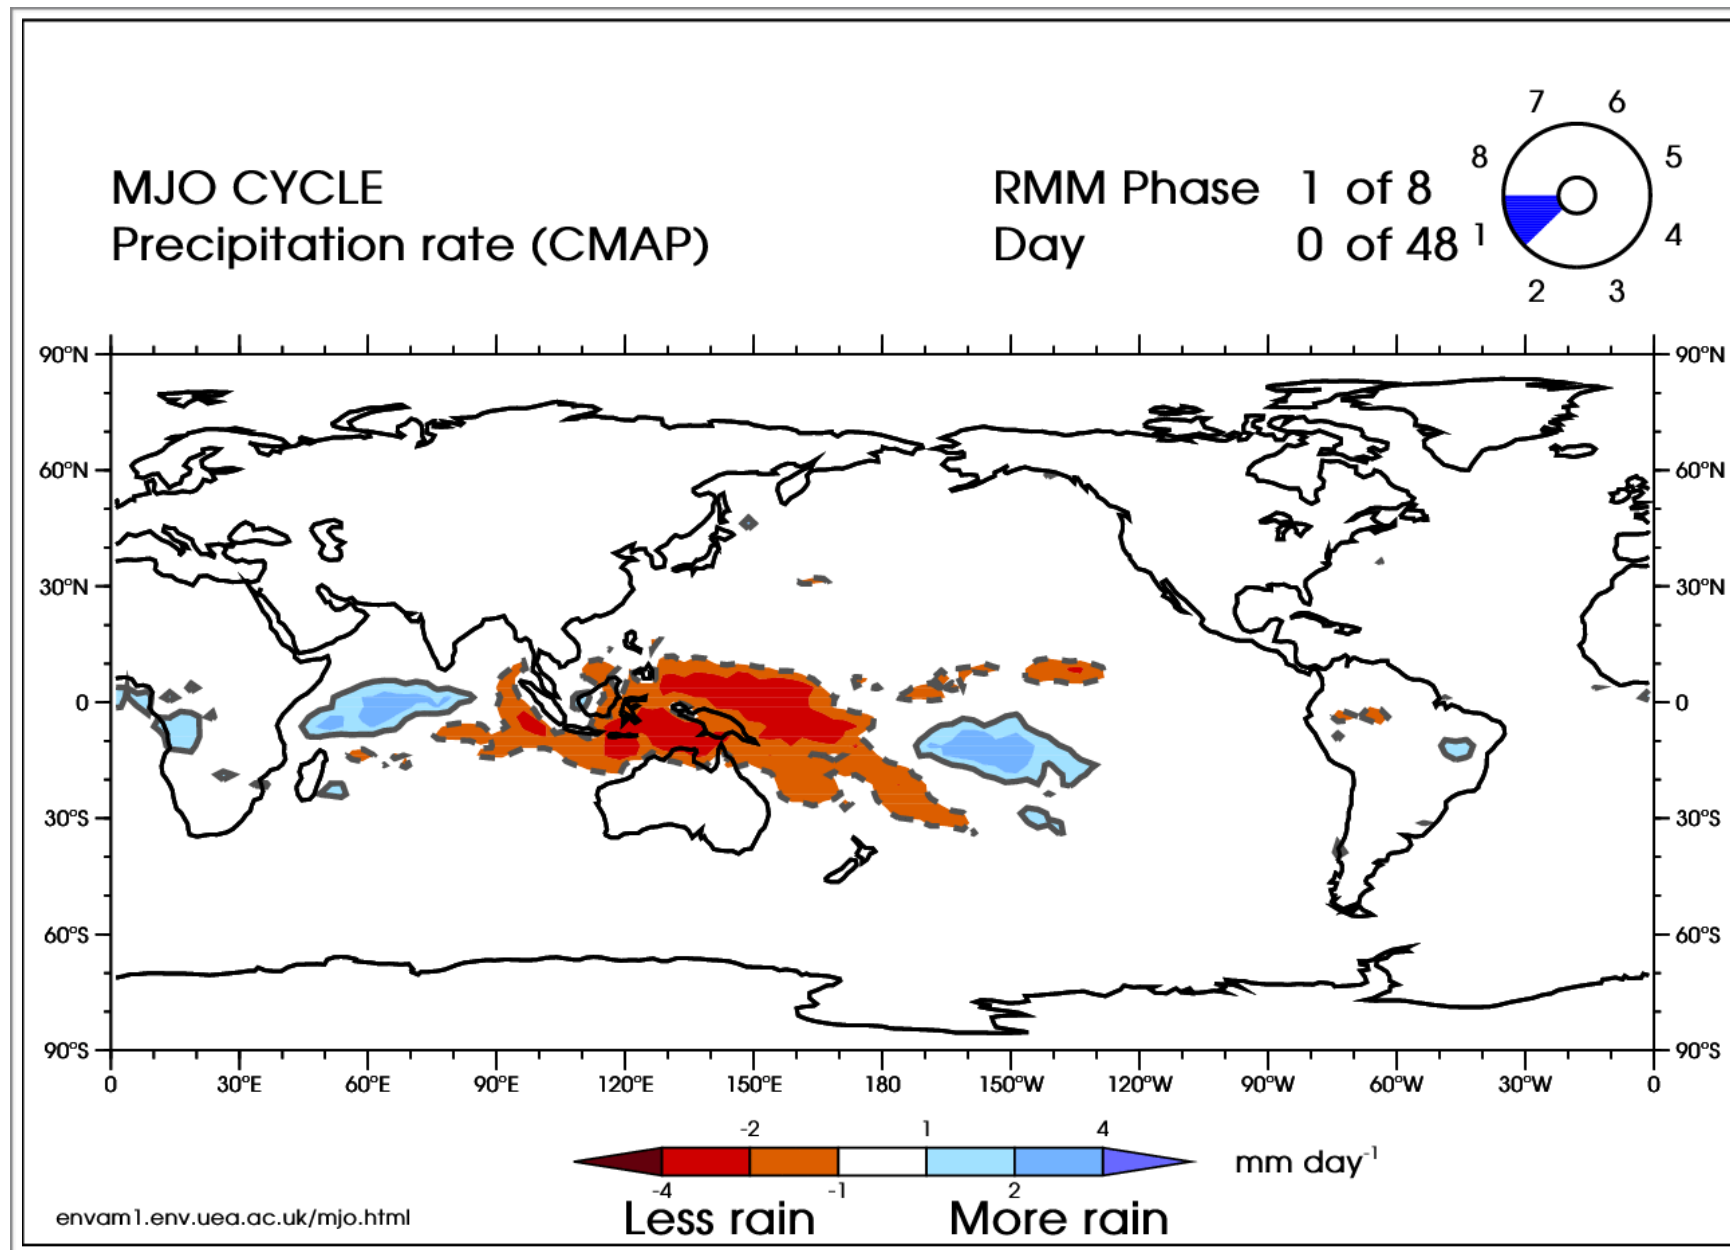 7 6
8 5
1 4
2 3
MJO CYCLE
Precipitation rate (CMAP)
RMM Phase 1 of 8
Day 0 of 48
90°N 90°N
60°N 60°N
30°N 30°N
0 0
30°S 30°S
60°S 60°S
90°S 90°S
0 30°E 60°E 90°E 120°E 150°E 180 150°W 120°W 90°W 60°W 30°W 0
-2 1 4
mm day-1
-4 -1 2
Less rain More rain
envam1.env.uea.ac.uk/mjo.html